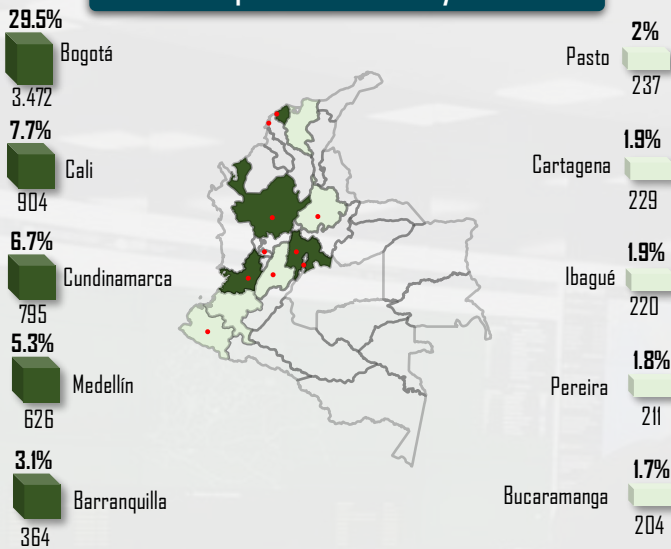 29.5%
Bogotá
3.472
7.7%
Cali
904
6.7%
Cundinamarca
795
5.3%
Medellín
626
3.1%
Barranquilla
364
2%
Pasto
237
1.9%
Cartagena
229
1.9%
Ibagué
220
1.8%
Pereira
211
1.7%
Bucaramanga
204